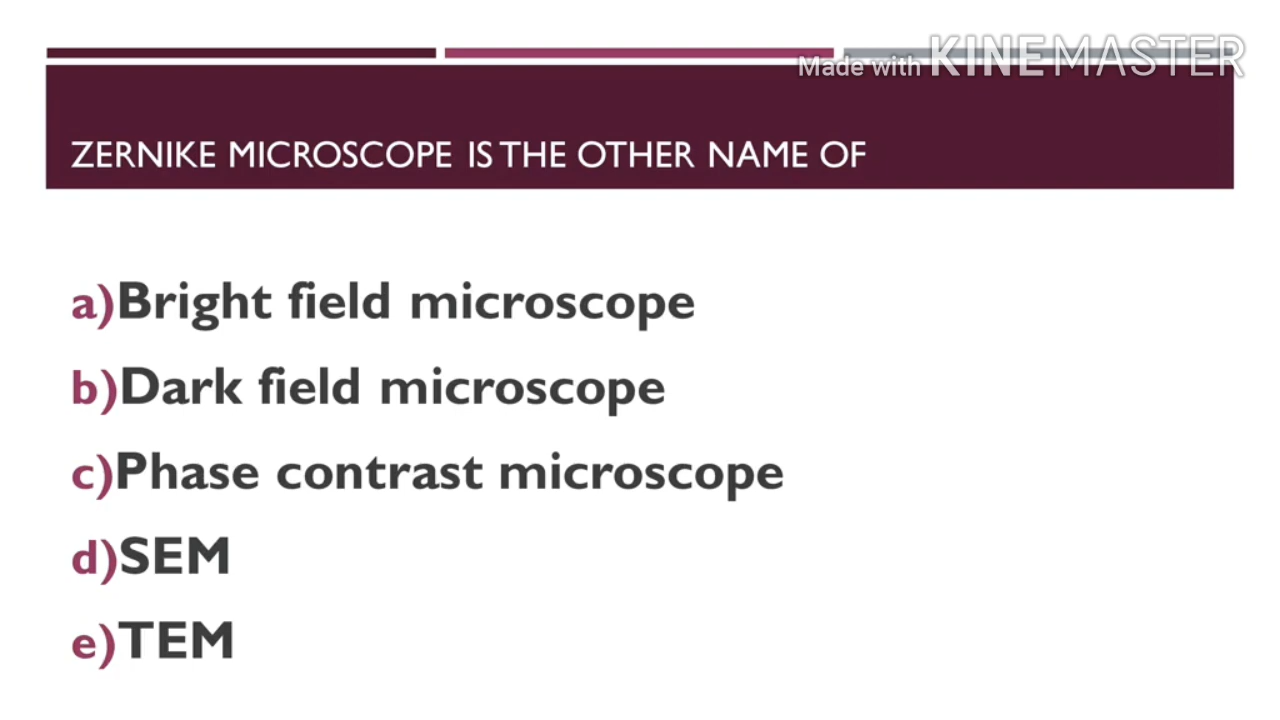 Made with KINEMASTER
ZERNIKE MICROSCOPE IS THE OTHER NAME OF
a)Bright field microscope
b)Dark field microscope
c)Phase contrast microscope
d)SEM
e)TEM